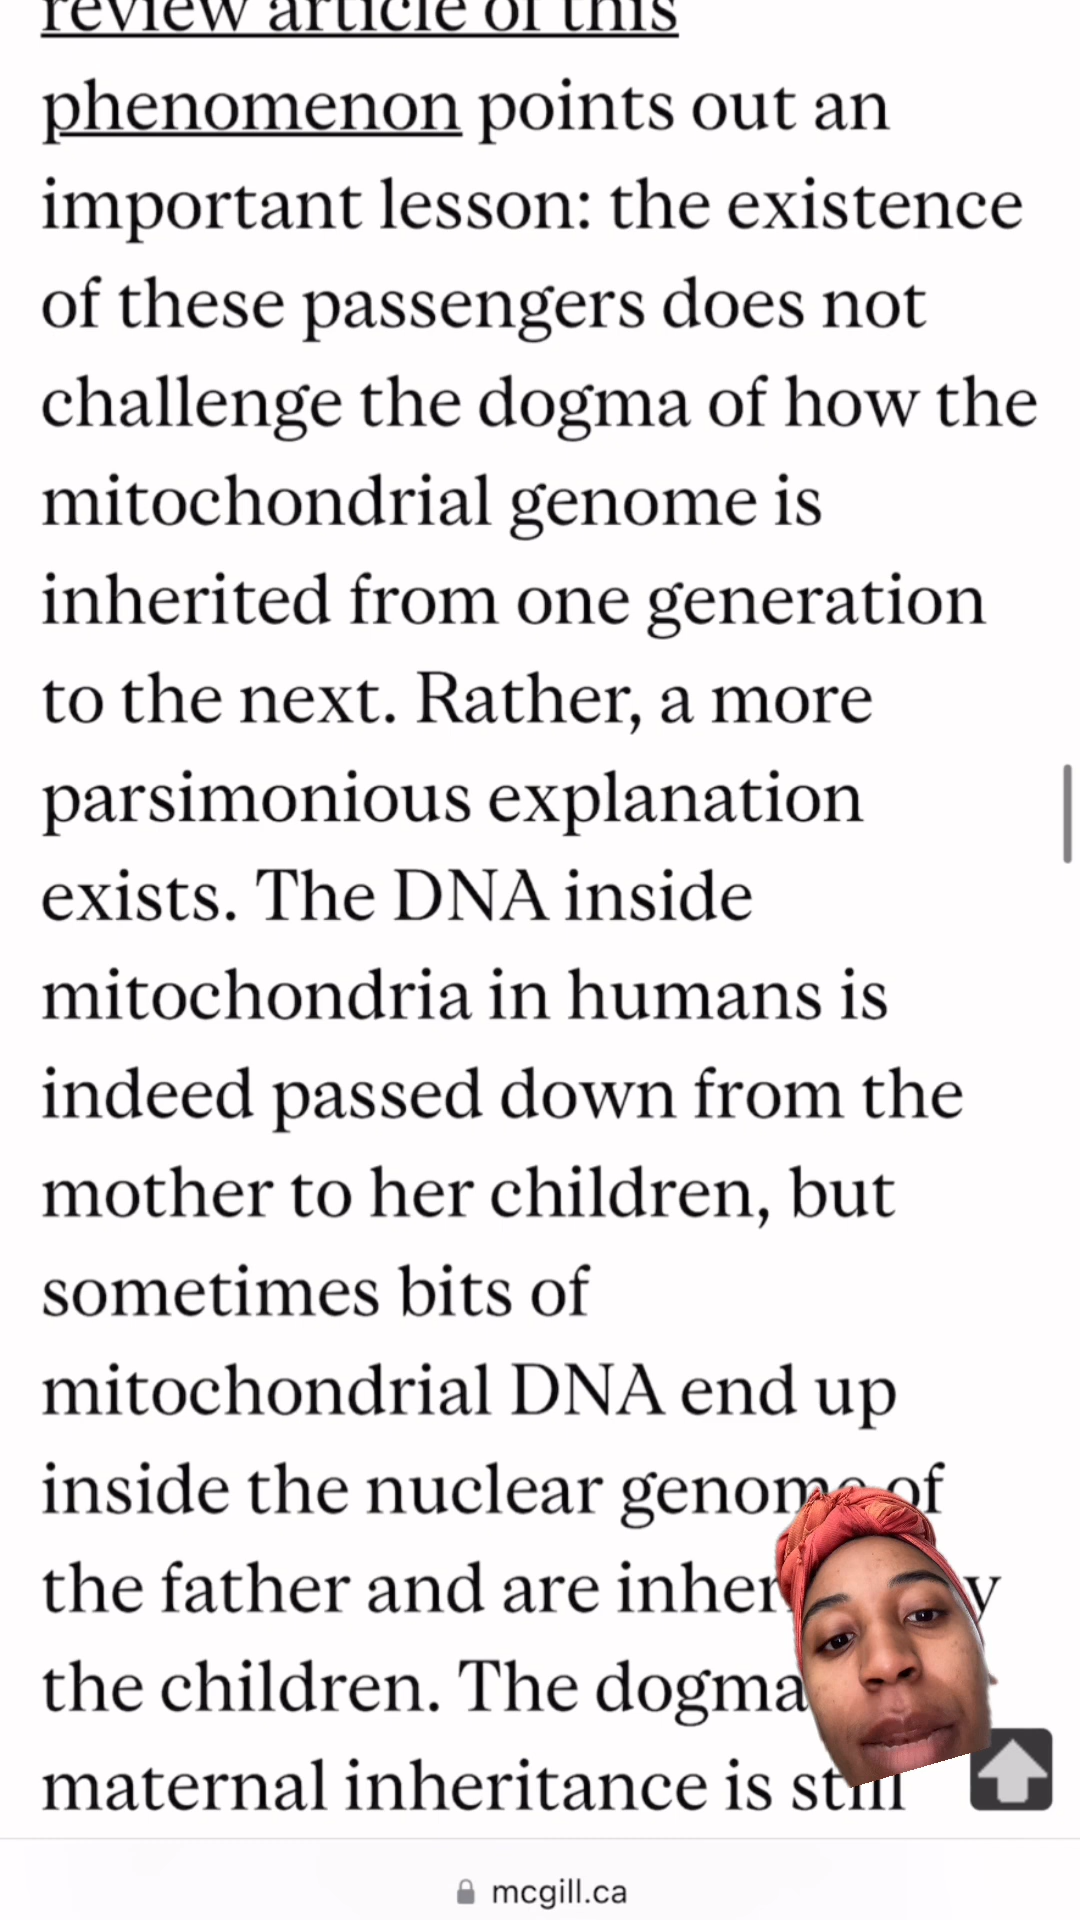 review article of this
phenomenon points out an
important lesson: the existence
of these passengers does not
challenge the dogma of how the
mitochondrial genome is
inherited from one generation
to the next. Rather, a more
parsimonious explanation
exists. The DNA inside
mitochondria in humans is
indeed passed down from the
mother to her children, but
sometimes bits of
mitochondrial DNA end up
inside the nuclear genome of
the father and are
the children. The dogma
maternal inheritance is still
mcgill.ca